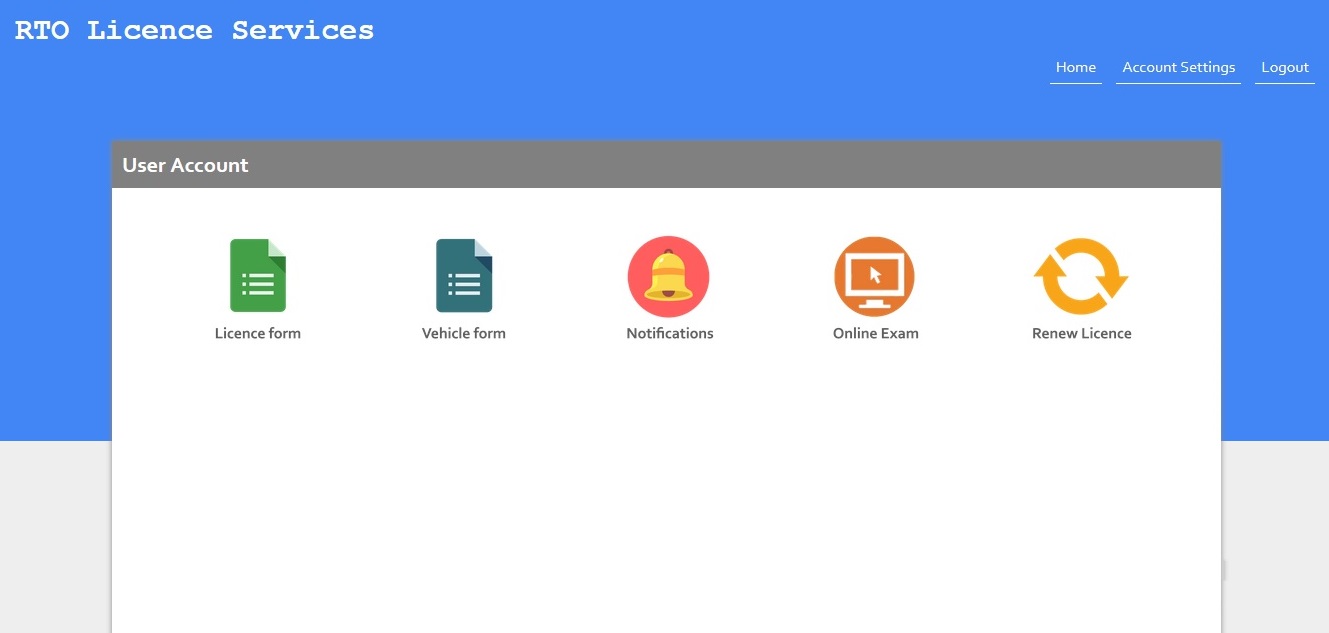 RTO Licence Services
Home Account Settings Logout
User Account
Licence form Vehicle form Notifications Online Exam Renew Licence